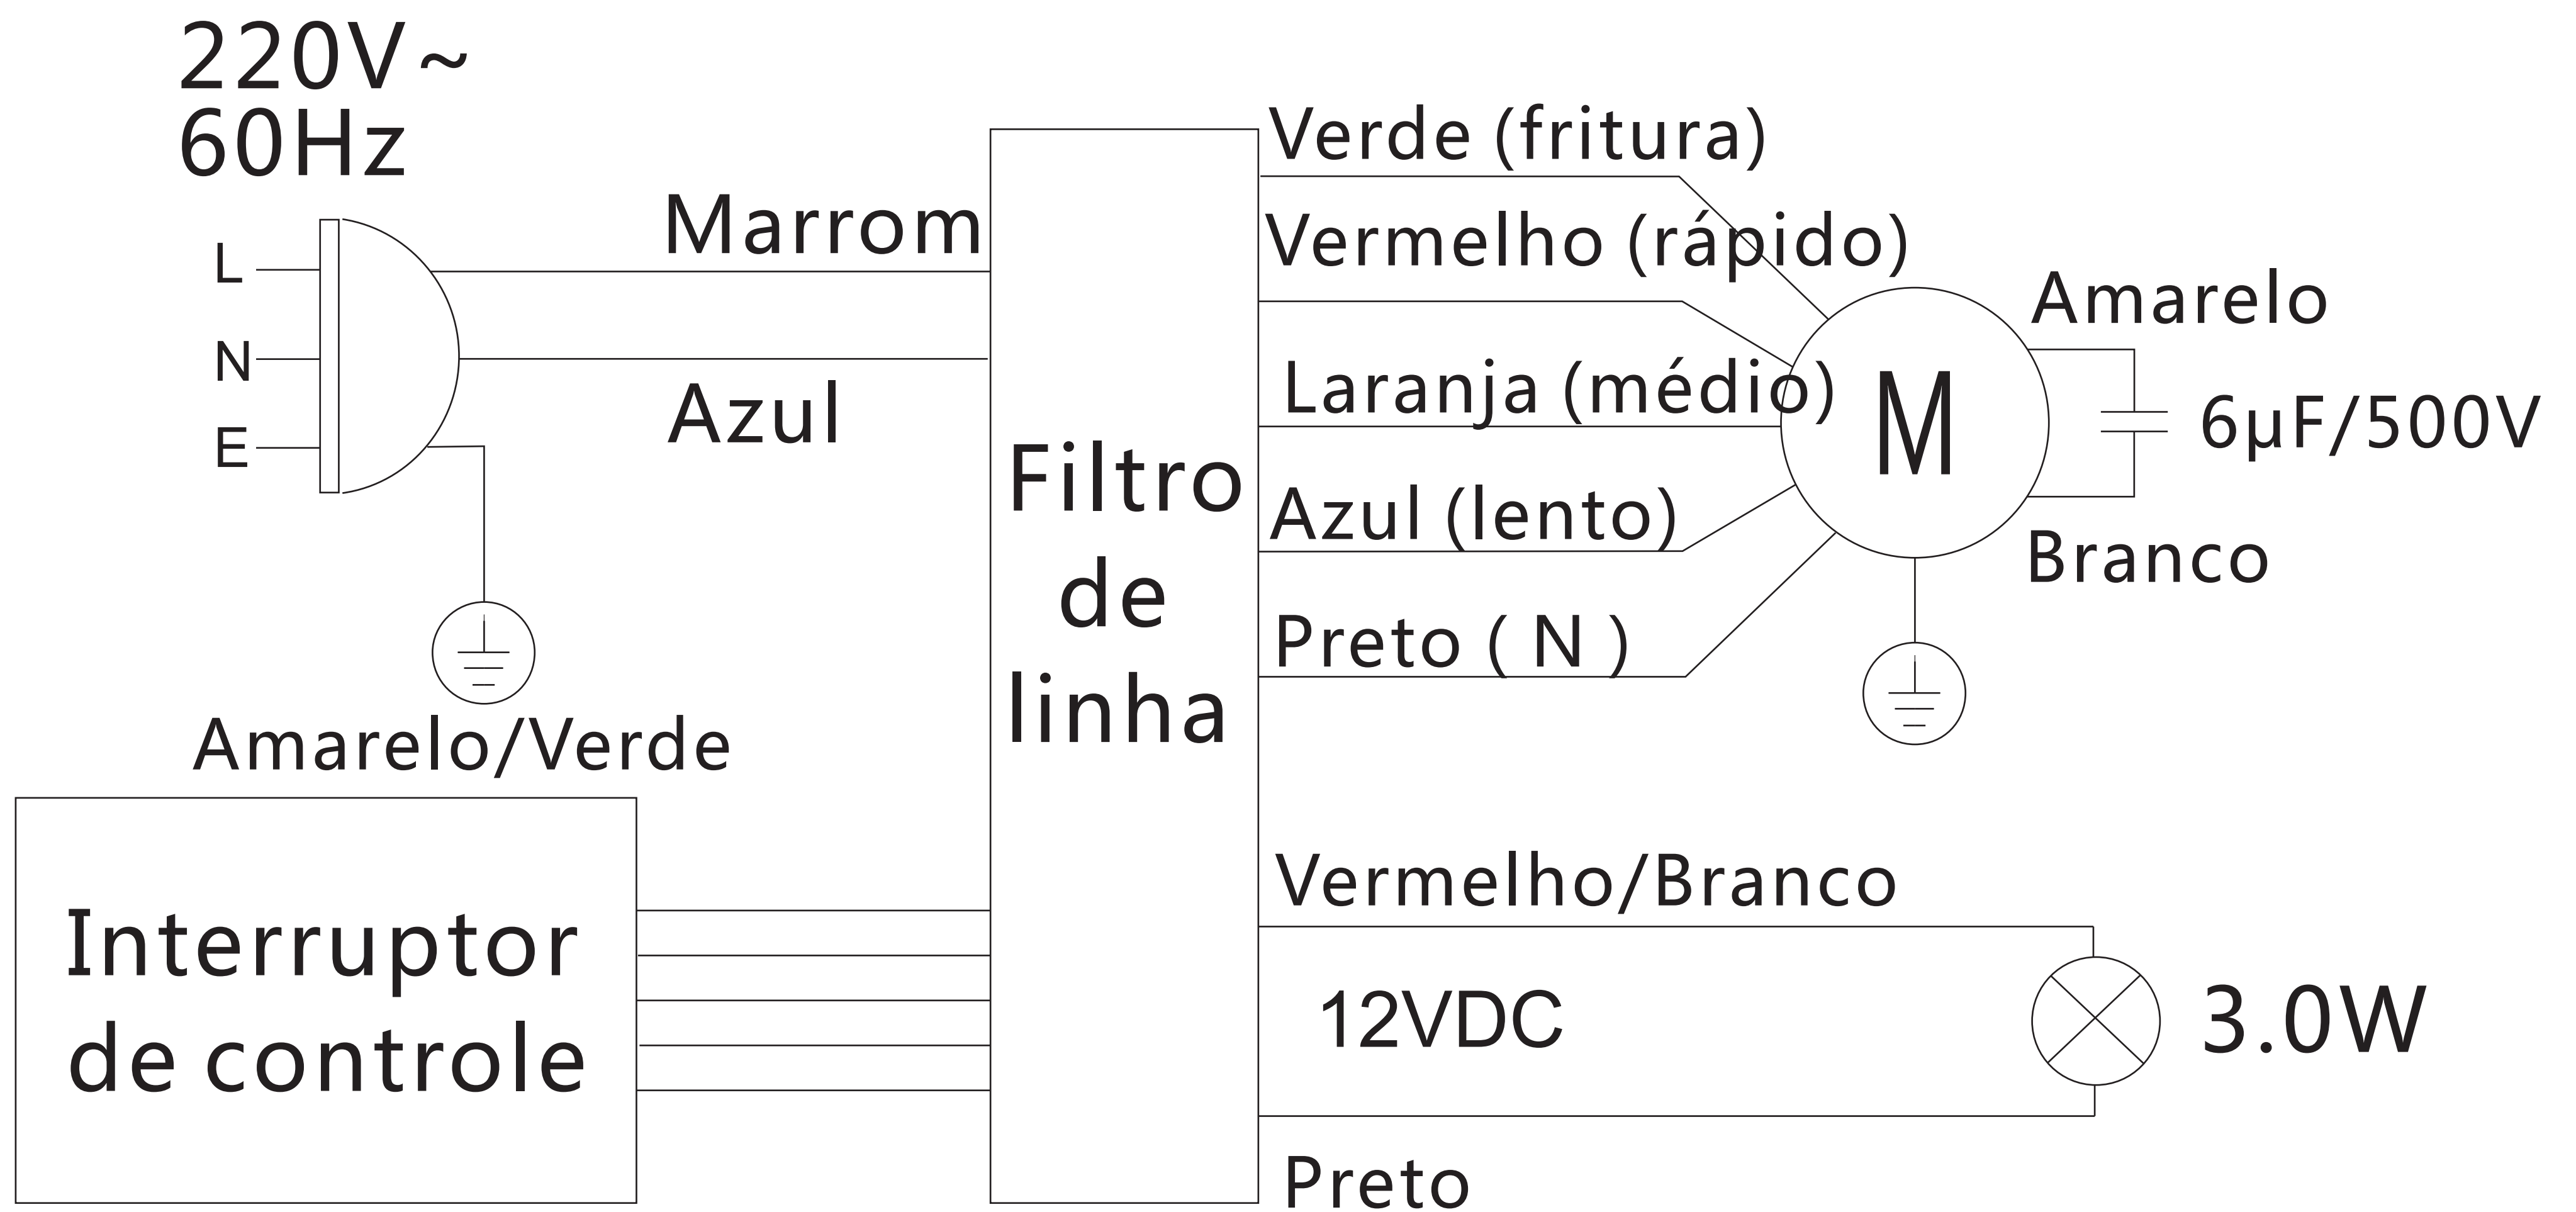 220V~
60Hz
L
N
E
Marrom
Azul
Amarelo/Verde
Interruptor
de controle
Filtro
de
linha
Verde (fritura)
Vermelho (rápido)
Laranja (médio)
Azul (lento)
Preto ( N )
M
Amarelo
6µF/500V
Branco
Vermelho/Branco
12VDC
3.0W
Preto